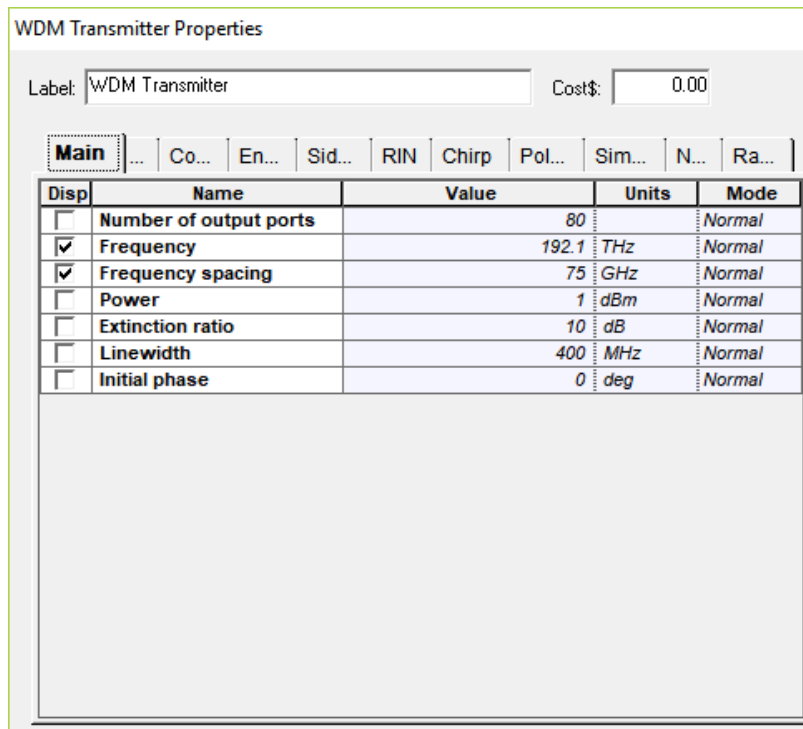 WDM Transmitter Properties
Label: WDM Transmitter Cost$: 0.00
Main ... Co... En... Sid... RIN Chirp Pol... Sim... N... Ra...
Disp Name Value Units Mode
Number of output ports 80 Normal
Frequency 192.1 THz Normal
Frequency spacing 75 GHz Normal
Power 1 dBm Normal
Extinction ratio 10 dB Normal
Linewidth 400 MHz Normal
Initial phase 0 deg Normal